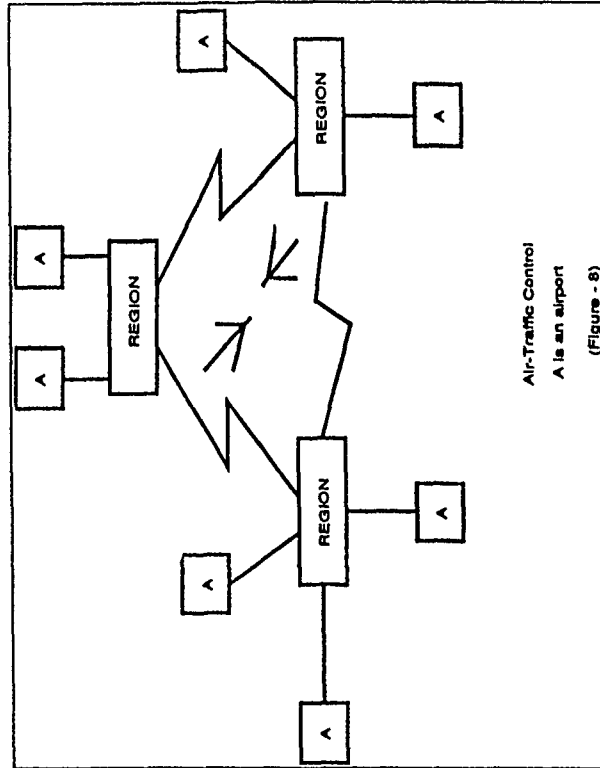 A
A
REGION
A
A
A
REGION
REGION
A
A
Air-Traffic Control
A is an airport
(Figure - 8)